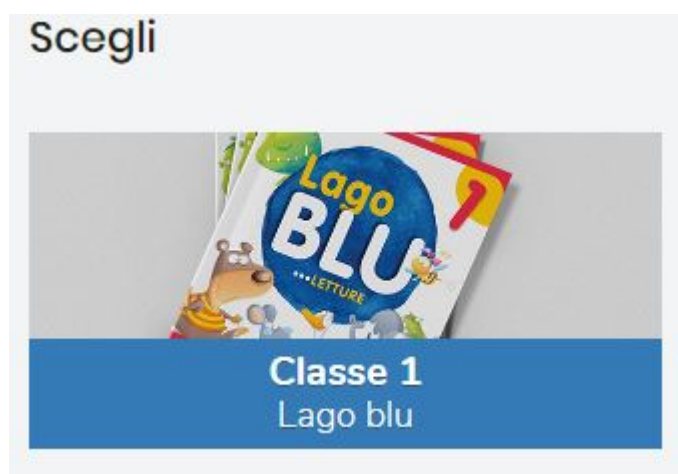 Scegli
Lago
BLU
...LETTURE
1
Classe 1
Lago blu